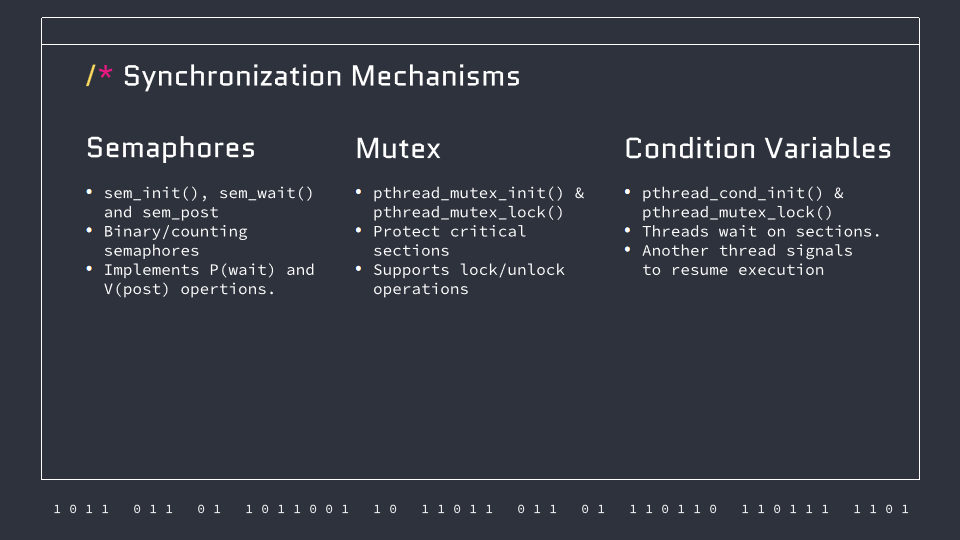 /* Synchronization Mechanisms
Semaphores
• sem_init(), sem_wait()
and sem_post
• Binary/counting
semaphores
• Implements P(wait) and
V(post) opertions.
Mutex
• pthread_mutex_init() &
pthread_mutex_lock()
• Protect critical
sections
• Supports lock/unlock
operations
Condition Variables
• pthread_cond_init() &
pthread_mutex_lock()
• Threads wait on sections.
• Another thread signals
to resume execution
1011 011 01 1011001 10 11011 011 01 110110 110111 1101